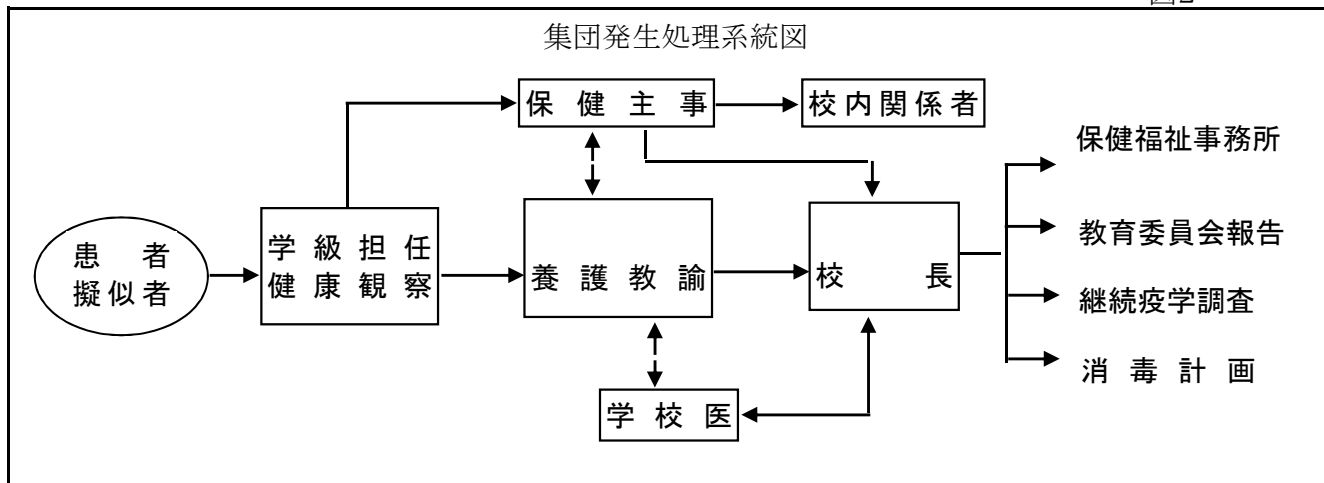 集団発生処理系統図
保健主事
校内関係者
保健福祉事務所
患者
擬似者
学級担任
健康観察
養護教諭
校長
教育委員会報告
継続疫学調査
消毒計画
学校医